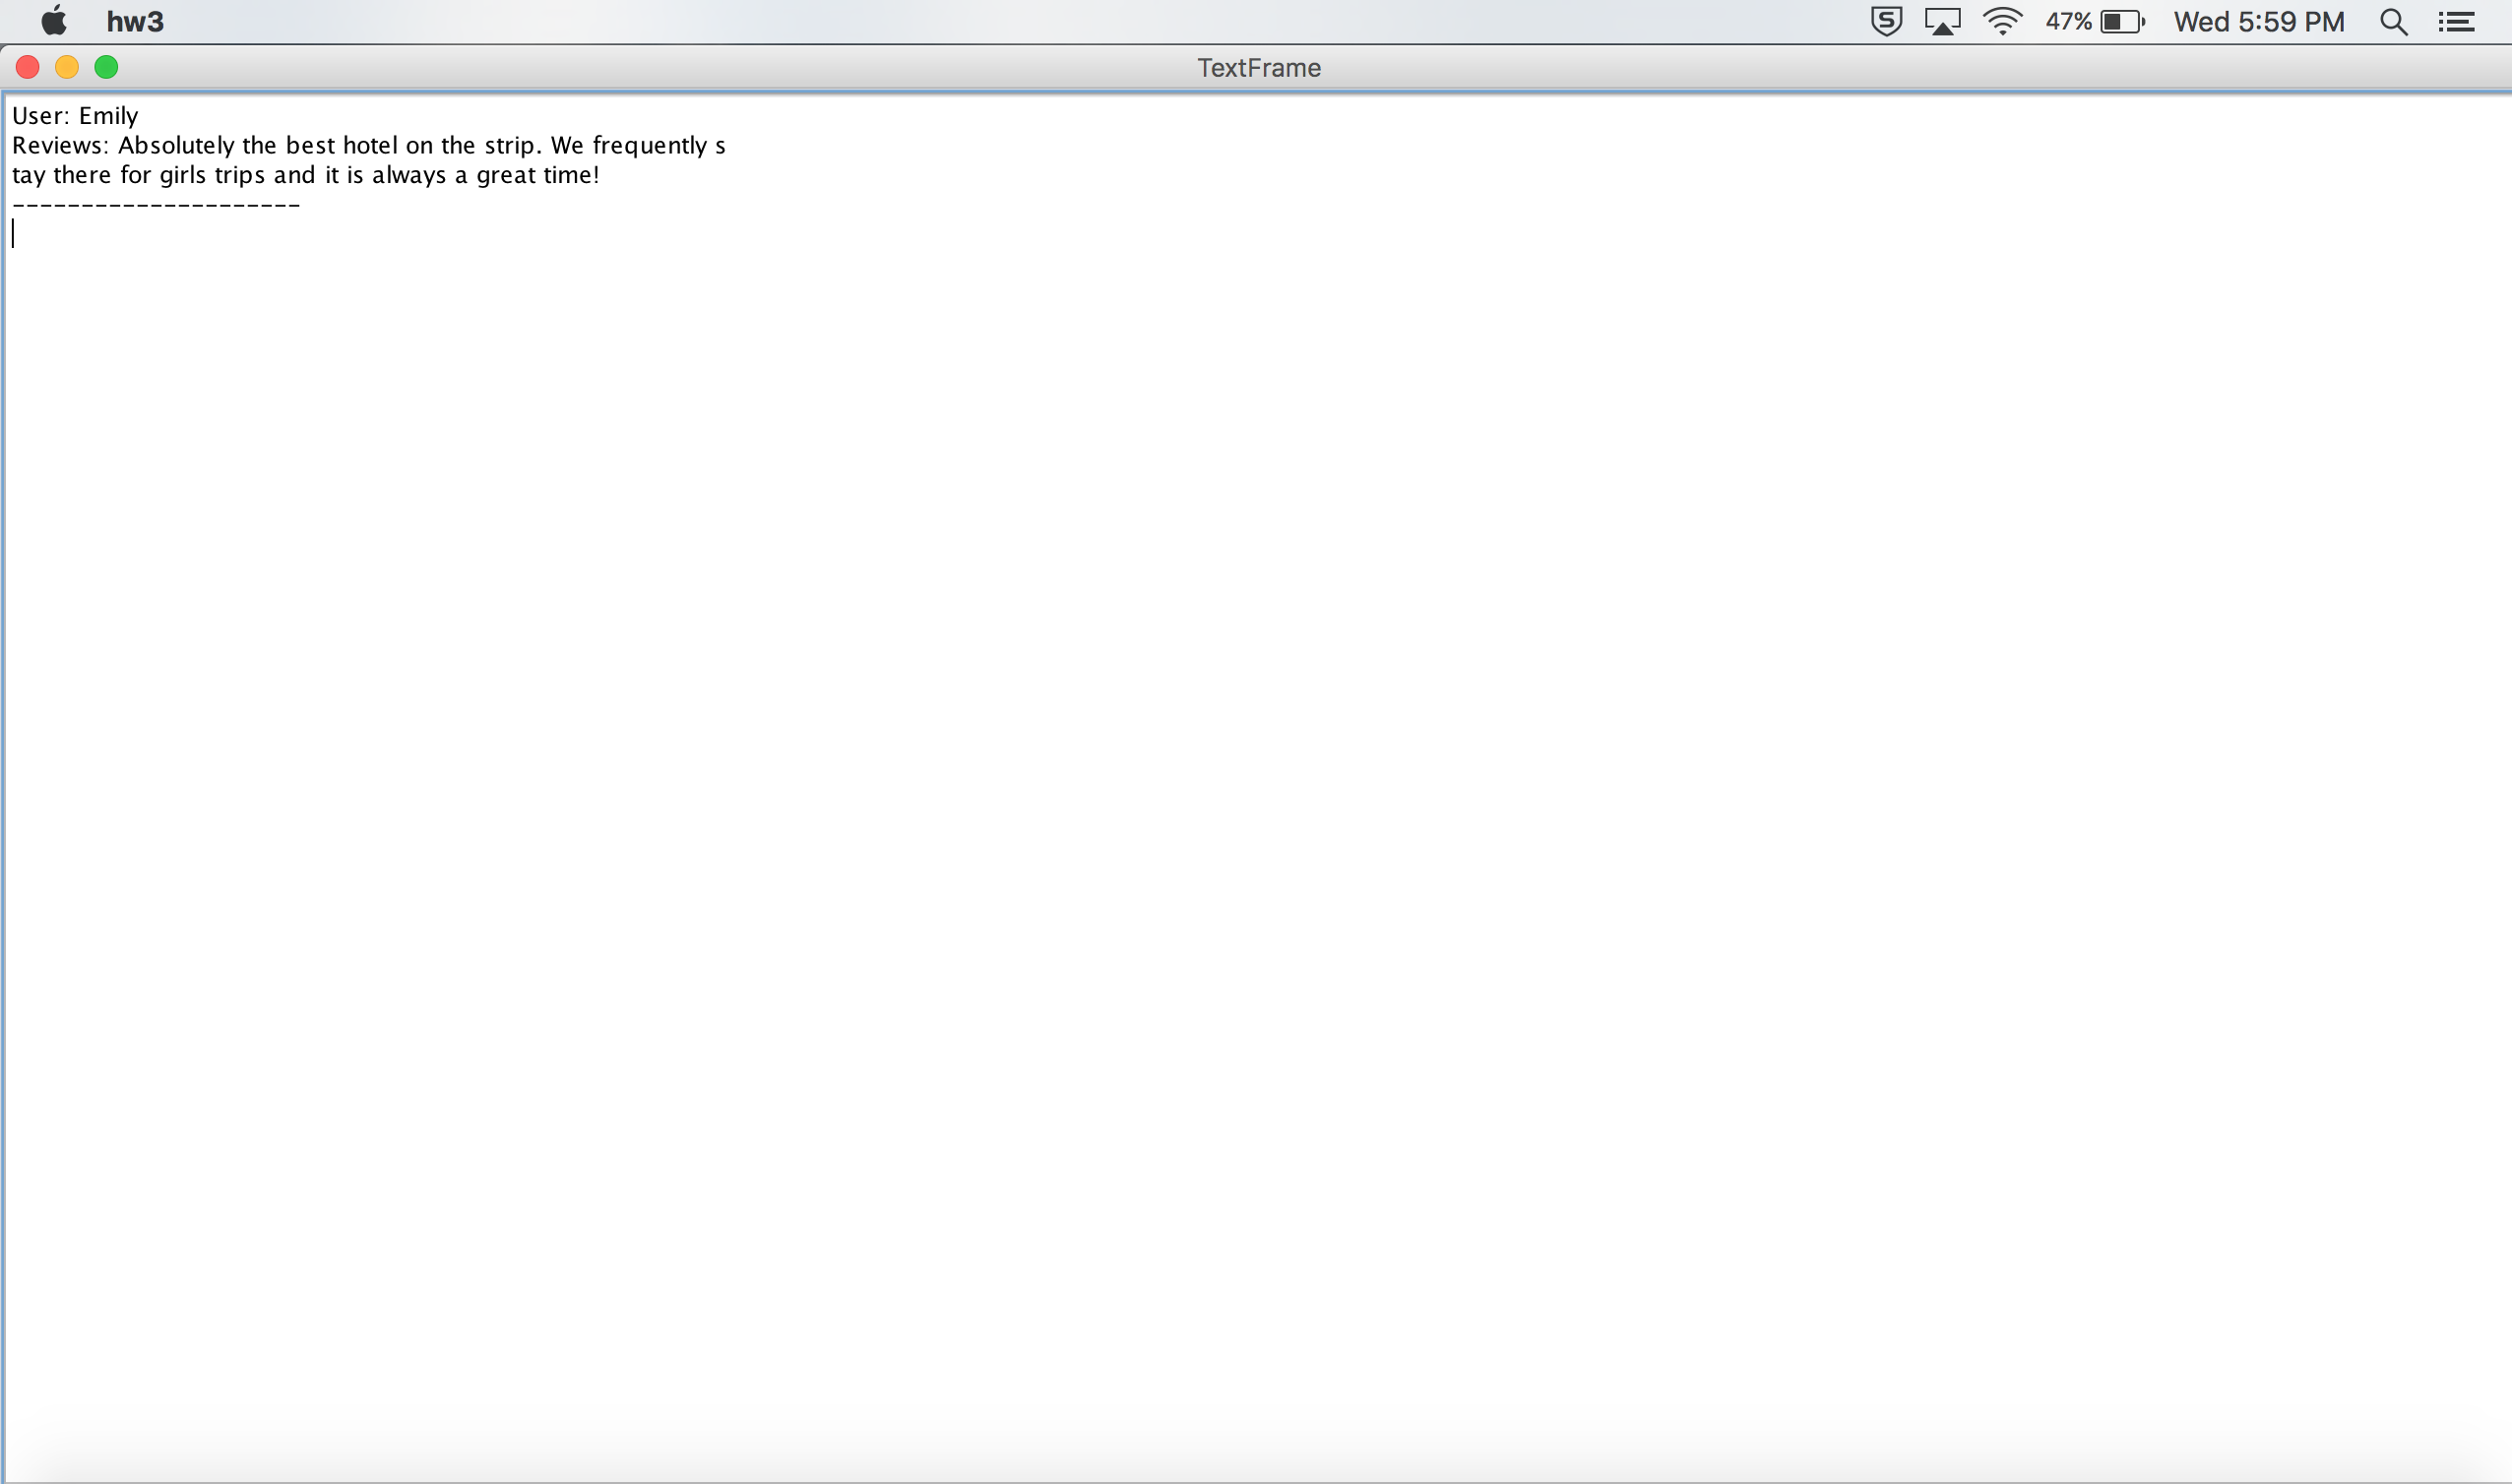 hw3
47%
Wed 5:59 PM
TextFrame
User: Emily
Reviews: Absolutely the best hotel on the strip. We frequently s
tay there for girls trips and it is always a great time!
---------------------